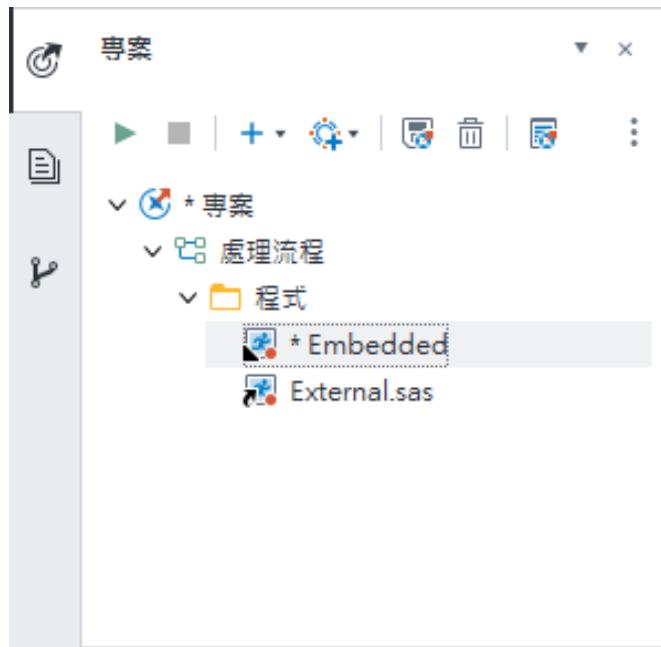 專案
* 專案
處理流程
程式
* Embedded
External.sas